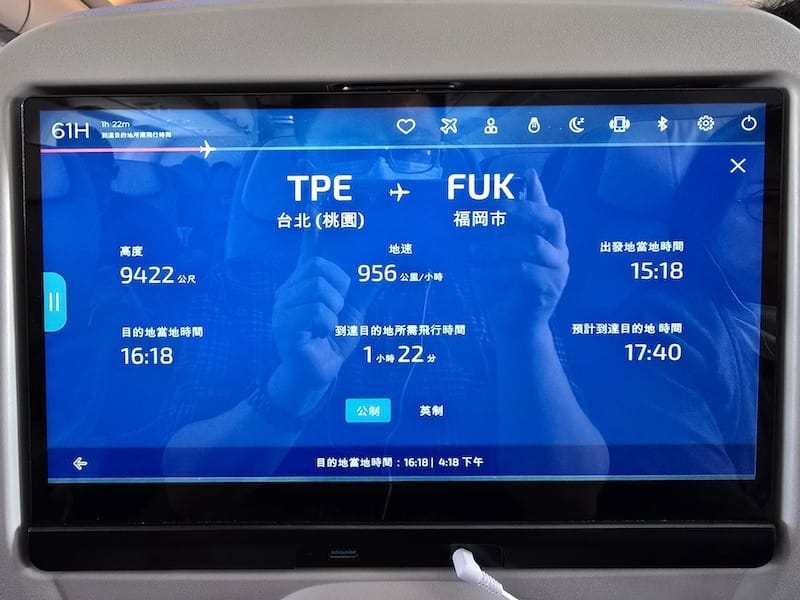 61H
1h 22m
到達目的地所需飛行時間
TPE FUK
台北 (桃園) 福岡市
高度 地速 出發地當地時間
9422 公尺 956 公里/小時 15:18
目的地當地時間 到達目的地所需飛行時間 預計到達目的地 時間
16:18 1 小時 22 分 17:40
公制 英制
目的地當地時間：16:18 | 4:18 下午